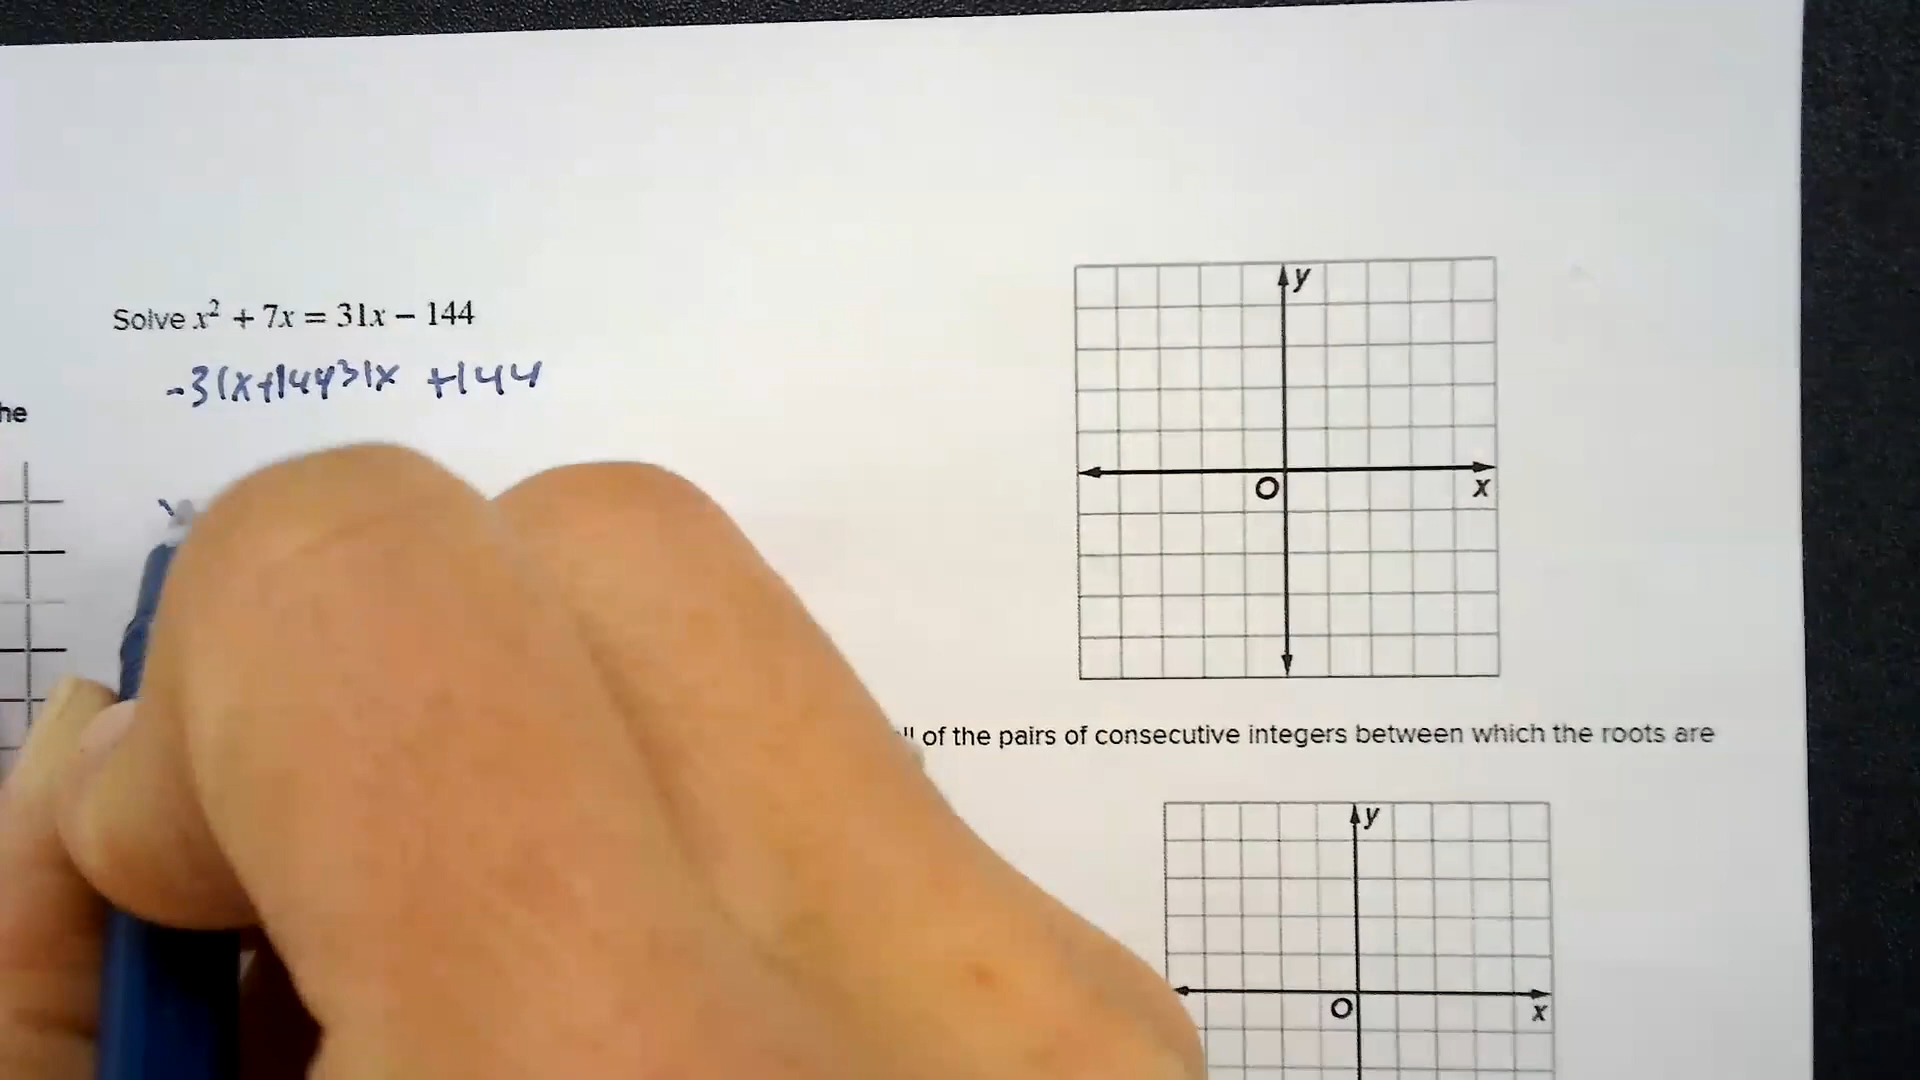 Solve x² + 7x = 31x − 144
-31x+144 -31x +144
he
y
O
x
of the pairs of consecutive integers between which the roots are
y
O
x